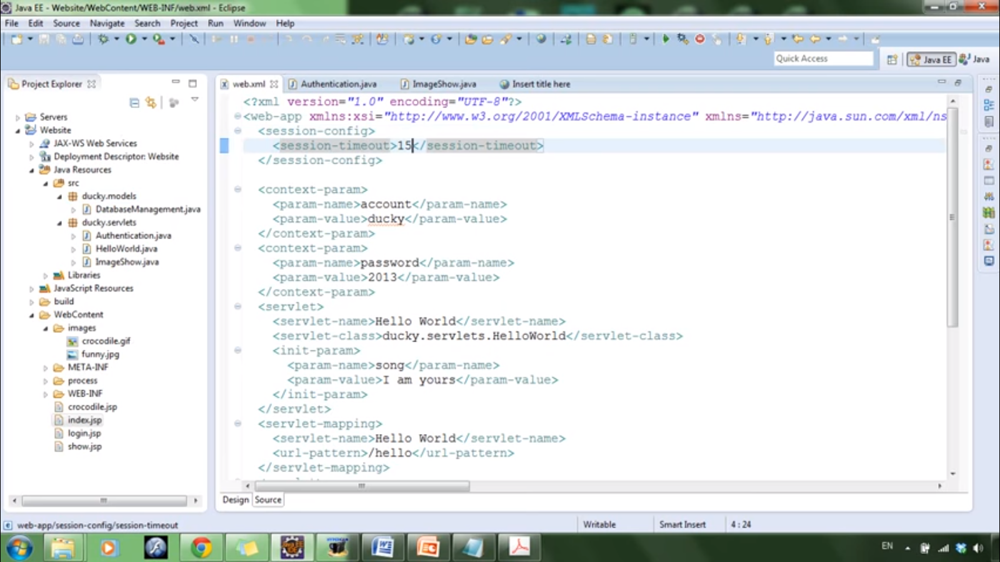 Java EE - Website/WebContent/WEB-INF/web.xml - Eclipse
File Edit Source Navigate Search Project Run Window Help
Quick Access
Java EE
Java
Project Explorer
Servers
Website
JAX-WS Web Services
Deployment Descriptor: Website
Java Resources
src
ducky.models
DatabaseManagement.java
ducky.servlets
Authentication.java
HelloWorld.java
ImageShow.java
Libraries
JavaScript Resources
build
WebContent
images
crocodile.gif
funny.jpg
META-INF
process
WEB-INF
crocodile.jsp
index.jsp
login.jsp
show.jsp
web.xml
Authentication.java
ImageShow.java
Insert title here
<?xml version="1.0" encoding="UTF-8"?>
<web-app xmlns:xsi="http://www.w3.org/2001/XMLSchema-instance" xmlns="http://java.sun.com/xml/ns
<session-config>
<session-timeout>15</session-timeout>
</session-config>
<context-param>
<param-name>account</param-name>
<param-value>ducky</param-value>
</context-param>
<context-param>
<param-name>password</param-name>
<param-value>2013</param-value>
</context-param>
<servlet>
<servlet-name>Hello World</servlet-name>
<servlet-class>ducky.servlets.HelloWorld</servlet-class>
<init-param>
<param-name>song</param-name>
<param-value>I am yours</param-value>
</init-param>
</servlet>
<servlet-mapping>
<servlet-name>Hello World</servlet-name>
<url-pattern>/hello</url-pattern>
</servlet-mapping>
Design Source
web-app/session-config/session-timeout
Writable
Smart Insert
4 : 24
EN